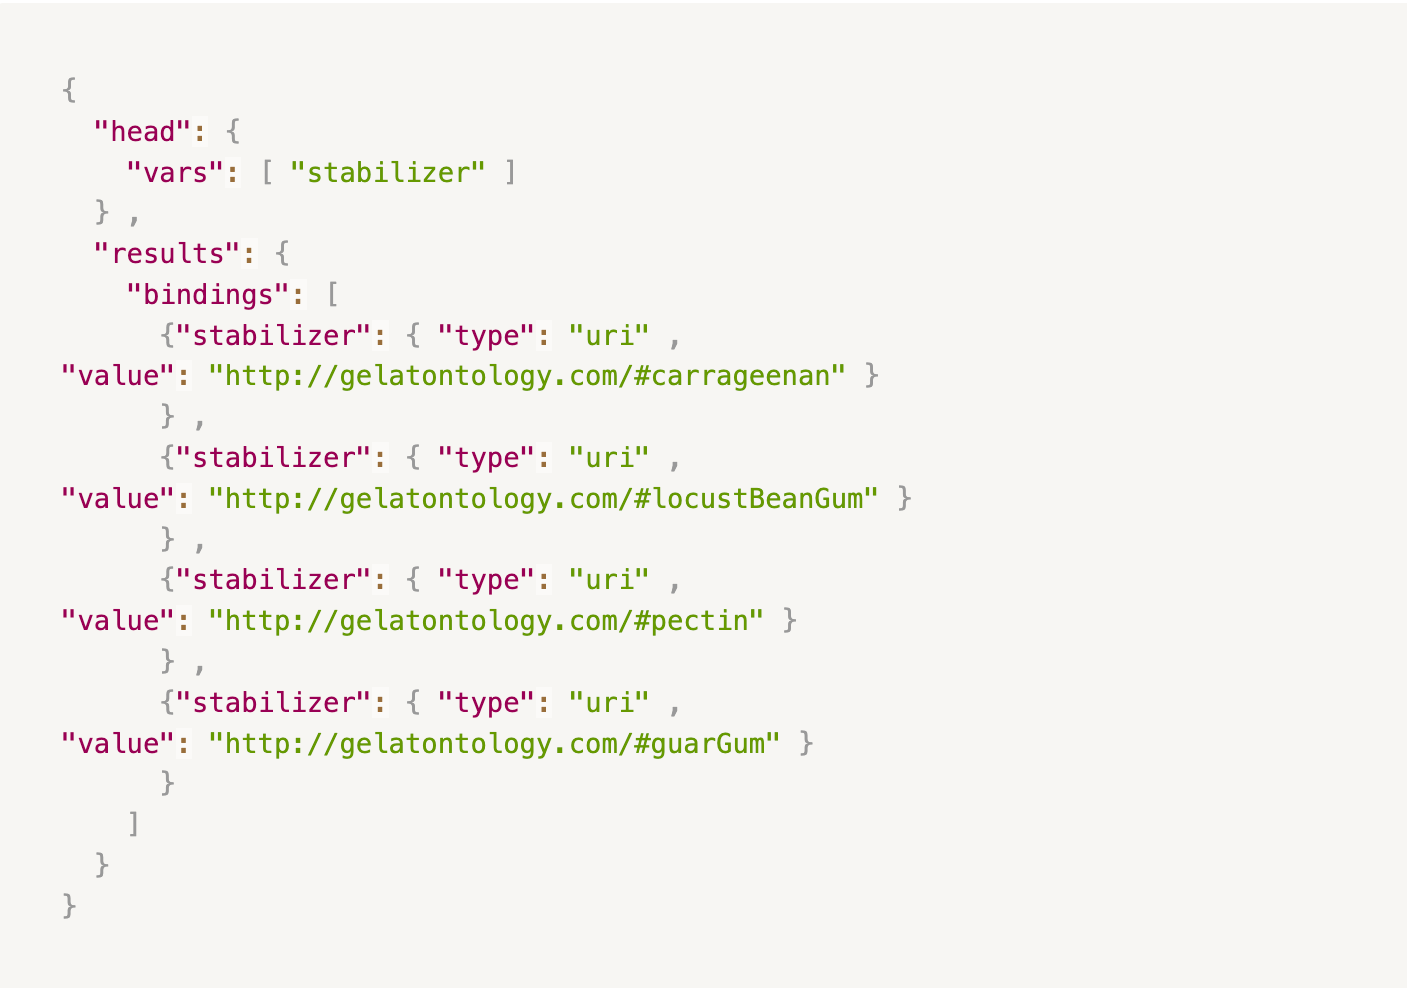 {
  "head": {
    "vars": [ "stabilizer" ]
  } ,
  "results": {
    "bindings": [
      {"stabilizer": { "type": "uri" ,
"value": "http://gelatontology.com/#carrageenan" }
      } ,
      {"stabilizer": { "type": "uri" ,
"value": "http://gelatontology.com/#locustBeanGum" }
      } ,
      {"stabilizer": { "type": "uri" ,
"value": "http://gelatontology.com/#pectin" }
      } ,
      {"stabilizer": { "type": "uri" ,
"value": "http://gelatontology.com/#guarGum" }
      }
    ]
  }
}